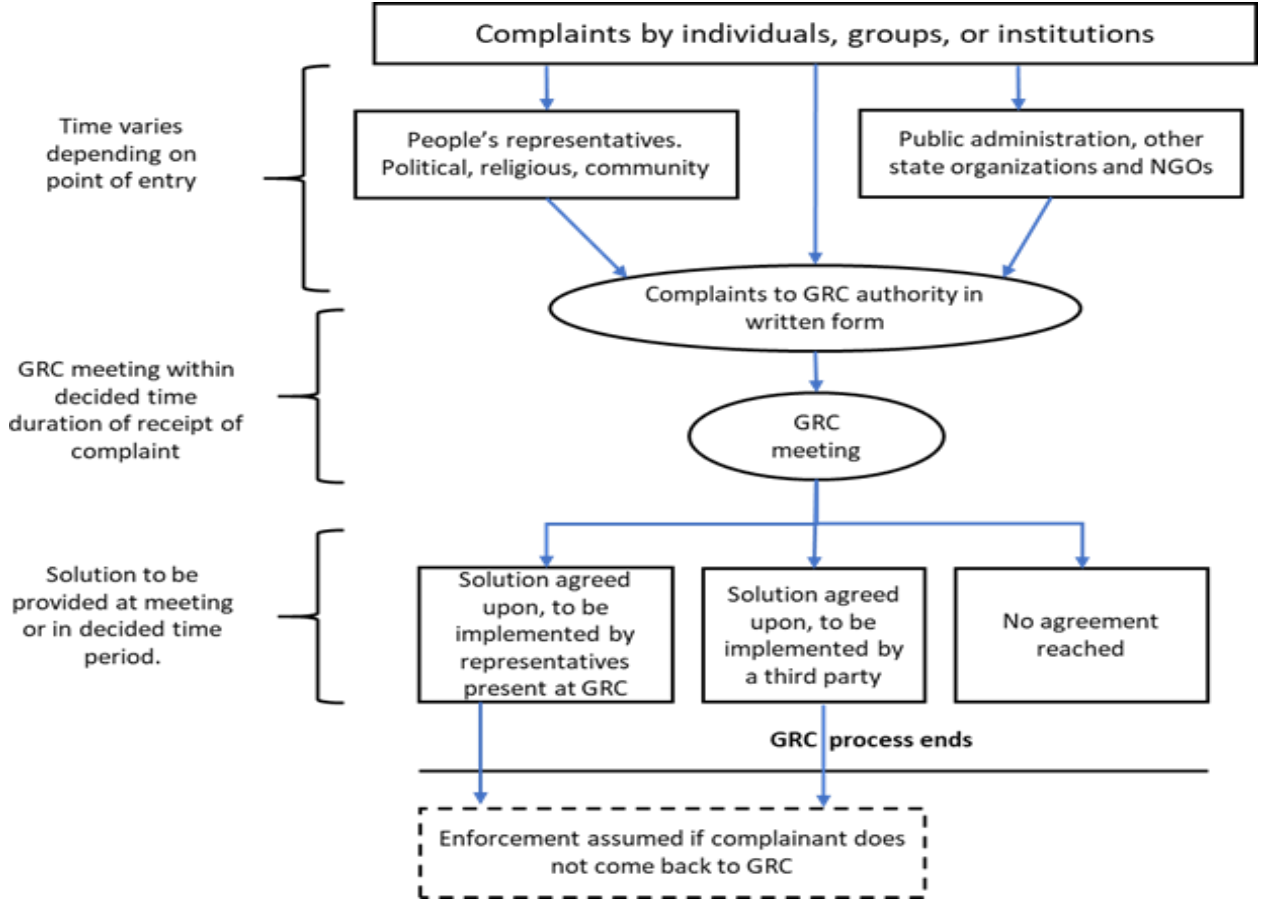 Complaints by individuals, groups, or institutions
Time varies
depending on
point of entry
People’s representatives.
Political, religious, community
Public administration, other
state organizations and NGOs
Complaints to GRC authority in
written form
GRC meeting within
decided time
duration of receipt of
complaint
GRC
meeting
Solution to be
provided at meeting
or in decided time
period.
Solution agreed
upon, to be
implemented by
representatives
present at GRC
Solution agreed
upon, to be
implemented by
a third party
No agreement
reached
GRC process ends
Enforcement assumed if complainant does
not come back to GRC